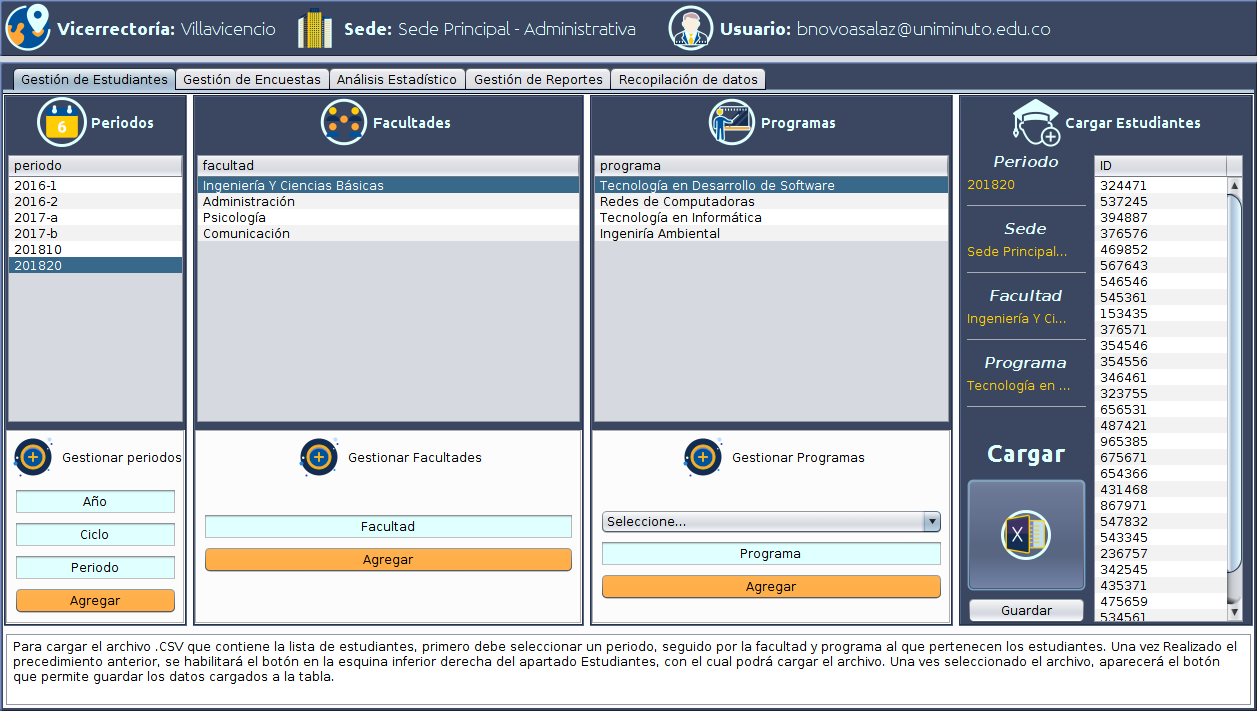 Vicerrectoría: Villavicencio
Sede: Sede Principal - Administrativa
Usuario: bnovoasalaz@uniminuto.edu.co
Gestión de Estudiantes
Gestión de Encuestas
Análisis Estadístico
Gestión de Reportes
Recopilación de datos
6
Periodos
periodo
2016-1
2016-2
2017-a
2017-b
201810
201820
Gestionar periodos
Año
Ciclo
Periodo
Agregar
Facultades
facultad
Ingeniería Y Ciencias Básicas
Administración
Psicología
Comunicación
Gestionar Facultades
Facultad
Agregar
Programas
programa
Tecnología en Desarrollo de Software
Redes de Computadoras
Tecnología en Informática
Ingeniría Ambiental
Gestionar Programas
Seleccione...
Programa
Agregar
Cargar Estudiantes
Periodo
201820
Sede
Sede Principal...
Facultad
Ingeniería Y Ci...
Programa
Tecnología en ...
Cargar
X
Guardar
ID
324471
537245
394887
376576
469852
567643
546546
545361
153435
376571
354546
354556
346461
323755
656531
487421
965385
675671
654366
431468
867971
547832
543345
236757
342545
435371
475659
534561
Para cargar el archivo .CSV que contiene la lista de estudiantes, primero debe seleccionar un periodo, seguido por la facultad y programa al que pertenecen los estudiantes. Una vez Realizado el
precedimiento anterior, se habilitará el botón en la esquina inferior derecha del apartado Estudiantes, con el cual podrá cargar el archivo. Una ves seleccionado el archivo, aparecerá el botón
que permite guardar los datos cargados a la tabla.